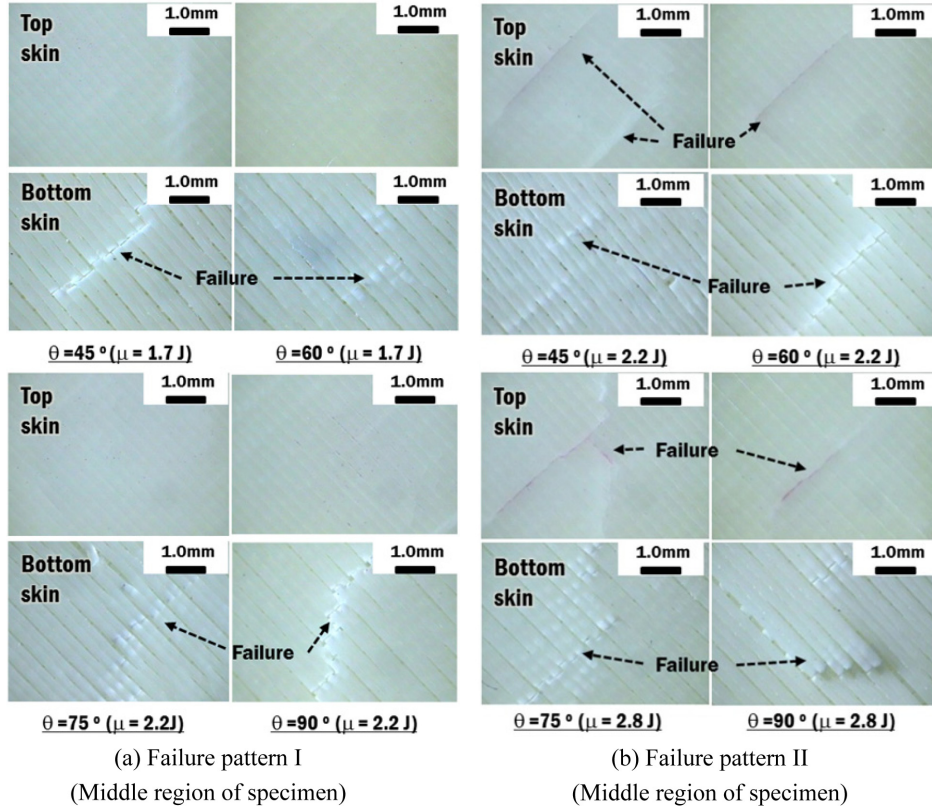 Top
skin
1.0mm
1.0mm
Bottom
skin
1.0mm
1.0mm
Failure
θ =45 ° (μ = 1.7 J)
θ =60 ° (μ = 1.7 J)
Top
skin
1.0mm
1.0mm
Bottom
skin
1.0mm
1.0mm
Failure
θ =75 ° (μ = 2.2J)
θ =90 ° (μ = 2.2 J)
(a) Failure pattern I
(Middle region of specimen)
Top
skin
1.0mm
1.0mm
Failure
Bottom
skin
1.0mm
1.0mm
Failure
θ =45 ° (μ = 2.2 J)
θ =60 ° (μ = 2.2 J)
Top
skin
1.0mm
1.0mm
Failure
Bottom
skin
1.0mm
1.0mm
Failure
θ =75 ° (μ = 2.8 J)
θ =90 ° (μ = 2.8 J)
(b) Failure pattern II
(Middle region of specimen)